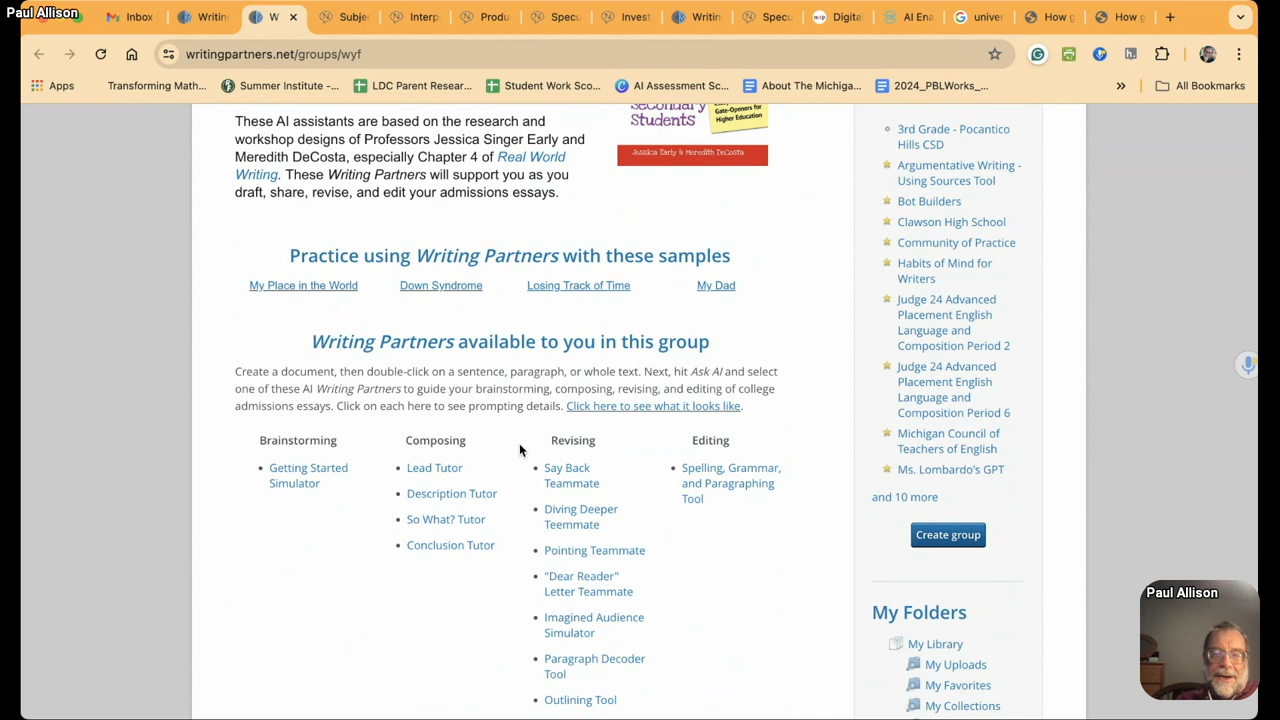 Paul Allison
Inbox
Writin
W
Subje
Interp
Produ
Specu
Invest
Writin
Specu
Digita
AI Ena
univer
How g
How g
writingpartners.net/groups/wyf
Apps
Transforming Math...
Summer Institute -...
LDC Parent Resear...
Student Work Sco...
AI Assessment Sc...
About The Michiga...
2024_PBLWorks_...
»
All Bookmarks
These AI assistants are based on the research and
workshop designs of Professors Jessica Singer Early and
Meredith DeCosta, especially Chapter 4 of Real World
Writing. These Writing Partners will support you as you
draft, share, revise, and edit your admissions essays.
Secondary
Students
Gate-Openers for
Higher Education
Jessica Early & Meredith DeCosta
Practice using Writing Partners with these samples
My Place in the World
Down Syndrome
Losing Track of Time
My Dad
Writing Partners available to you in this group
Create a document, then double-click on a sentence, paragraph, or whole text. Next, hit Ask AI and select
one of these AI Writing Partners to guide your brainstorming, composing, revising, and editing of college
admissions essays. Click on each here to see prompting details. Click here to see what it looks like.
Brainstorming
Getting Started
Simulator
Composing
Lead Tutor
Description Tutor
So What? Tutor
Conclusion Tutor
Revising
Say Back
Teammate
Diving Deeper
Teemmate
Pointing Teammate
"Dear Reader"
Letter Teammate
Imagined Audience
Simulator
Paragraph Decoder
Tool
Outlining Tool
Editing
Spelling, Grammar,
and Paragraphing
Tool
3rd Grade - Pocantico
Hills CSD
Argumentative Writing -
Using Sources Tool
Bot Builders
Clawson High School
Community of Practice
Habits of Mind for
Writers
Judge 24 Advanced
Placement English
Language and
Composition Period 2
Judge 24 Advanced
Placement English
Language and
Composition Period 6
Michigan Council of
Teachers of English
Ms. Lombardo's GPT
and 10 more
Create group
My Folders
My Library
My Uploads
My Favorites
My Collections
Paul Allison